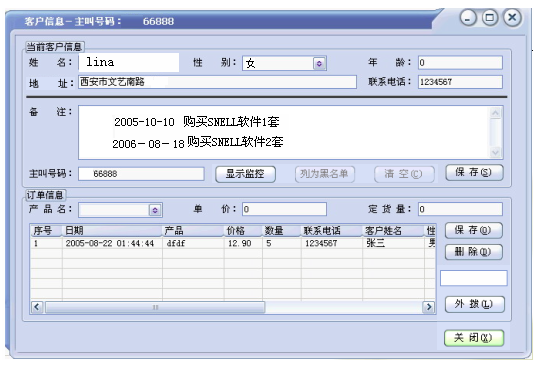 客户信息-主叫号码： 66888
当前客户信息
姓 名： lina 性 别： 女 年 龄： 0
地 址： 西安市文艺南路 联系电话： 1234567
备 注：
2005-10-10 购买SNELL软件1套
2006-08-18购买SNELL软件2套
主叫号码： 66888 显示监控 列为黑名单 清 空(C) 保 存(S)
订单信息
产 品 名： 单 价： 0 定 货 量： 0
序号 日期 产品 价格 数量 联系电话 客户姓名 性 保 存(O)
1 2005-08-22 01:44:44 dfdf 12.90 5 1234567 张三 男
删 除(D)
外 拨(L)
关 闭(X)